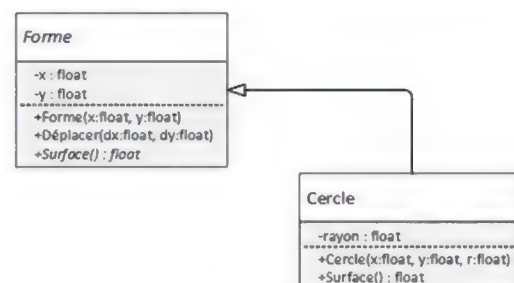 Forme
-x : float
-y : float
+Forme(x:float, y:float)
+Déplacer(dx:float, dy:float)
+Surface() : float
Cercle
-rayon : float
+Cercle(x:float, y:float, r:float)
+Surface() : float